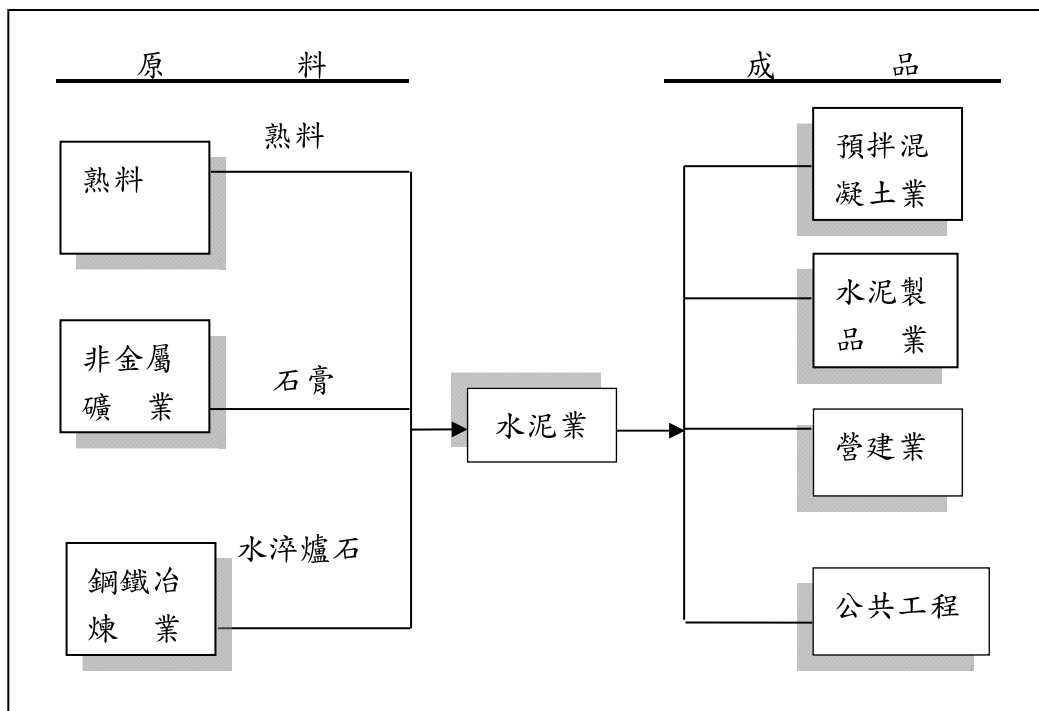 原 料
成 品
熟料
熟料
非金屬
礦 業
石膏
鋼鐵冶
煉 業
水淬爐石
水泥業
預拌混
凝土業
水泥製
品 業
營建業
公共工程